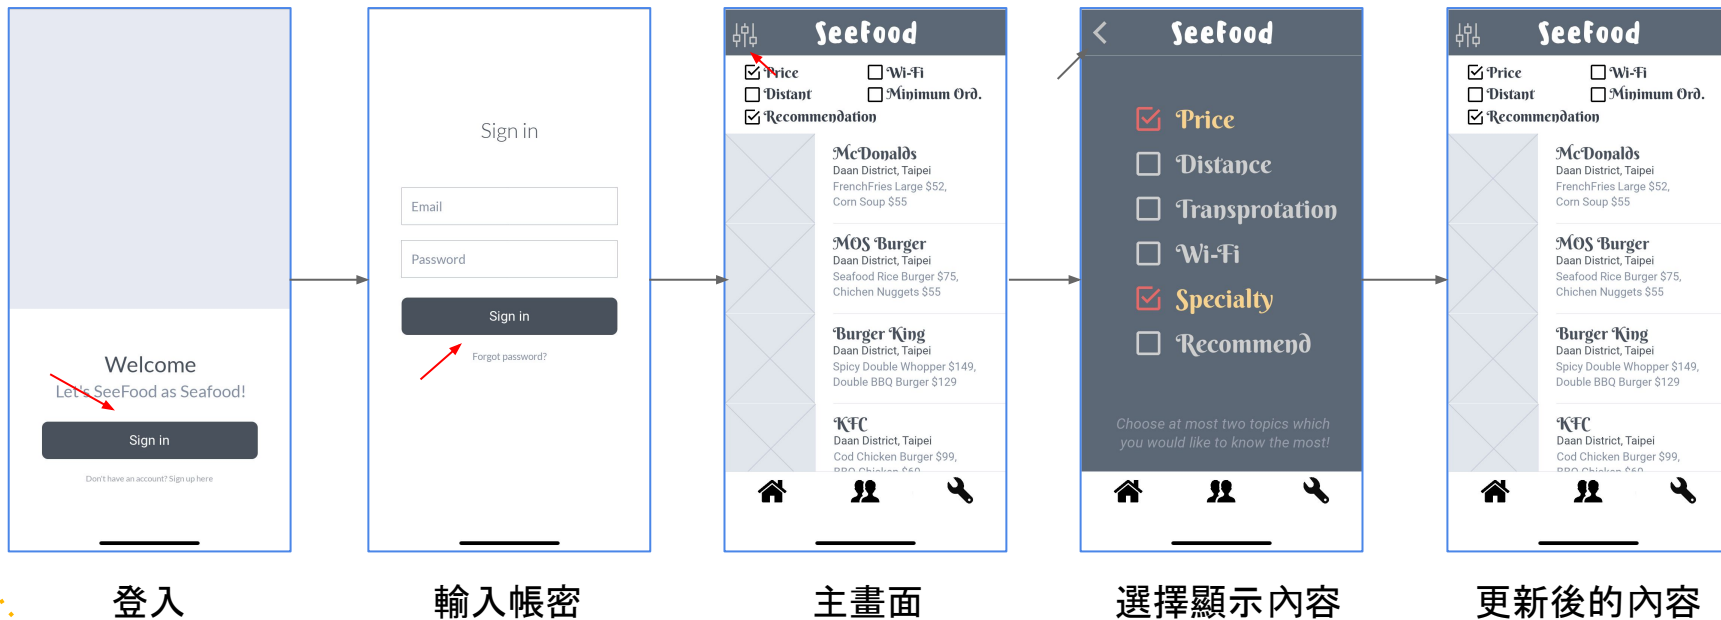 Welcome
Let's SeeFood as Seafood!
Sign in
Don't have an account? Sign up here
登入
Sign in
Email
Password
Sign in
Forgot password?
輸入帳密
SeeFood
Price
Wi-Fi
Distant
Minimum Ord.
Recommendation
McDonalds
Daan District, Taipei
FrenchFries Large $52,
Corn Soup $55
MOS Burger
Daan District, Taipei
Seafood Rice Burger $75,
Chichen Nuggets $55
Burger King
Daan District, Taipei
Spicy Double Whopper $149,
Double BBQ Burger $129
KFC
Daan District, Taipei
Cod Chicken Burger $99,
BBQ Chicken $60
主畫面
SeeFood
Price
Distance
Transprotation
Wi-Fi
Specialty
Recommend
Choose at most two topics which
you would like to know the most!
選擇顯示內容
SeeFood
Price
Wi-Fi
Distant
Minimum Ord.
Recommendation
McDonalds
Daan District, Taipei
FrenchFries Large $52,
Corn Soup $55
MOS Burger
Daan District, Taipei
Seafood Rice Burger $75,
Chichen Nuggets $55
Burger King
Daan District, Taipei
Spicy Double Whopper $149,
Double BBQ Burger $129
KFC
Daan District, Taipei
Cod Chicken Burger $99,
BBQ Chicken $60
更新後的內容